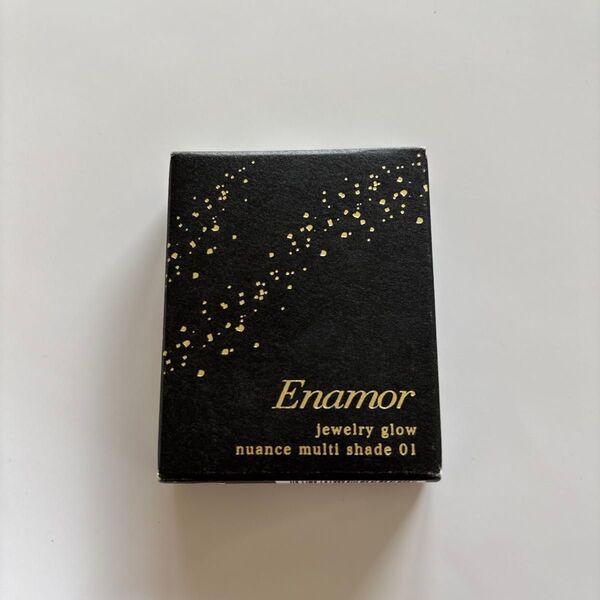 Enamor
jewelry glow
nuance multi shade 01